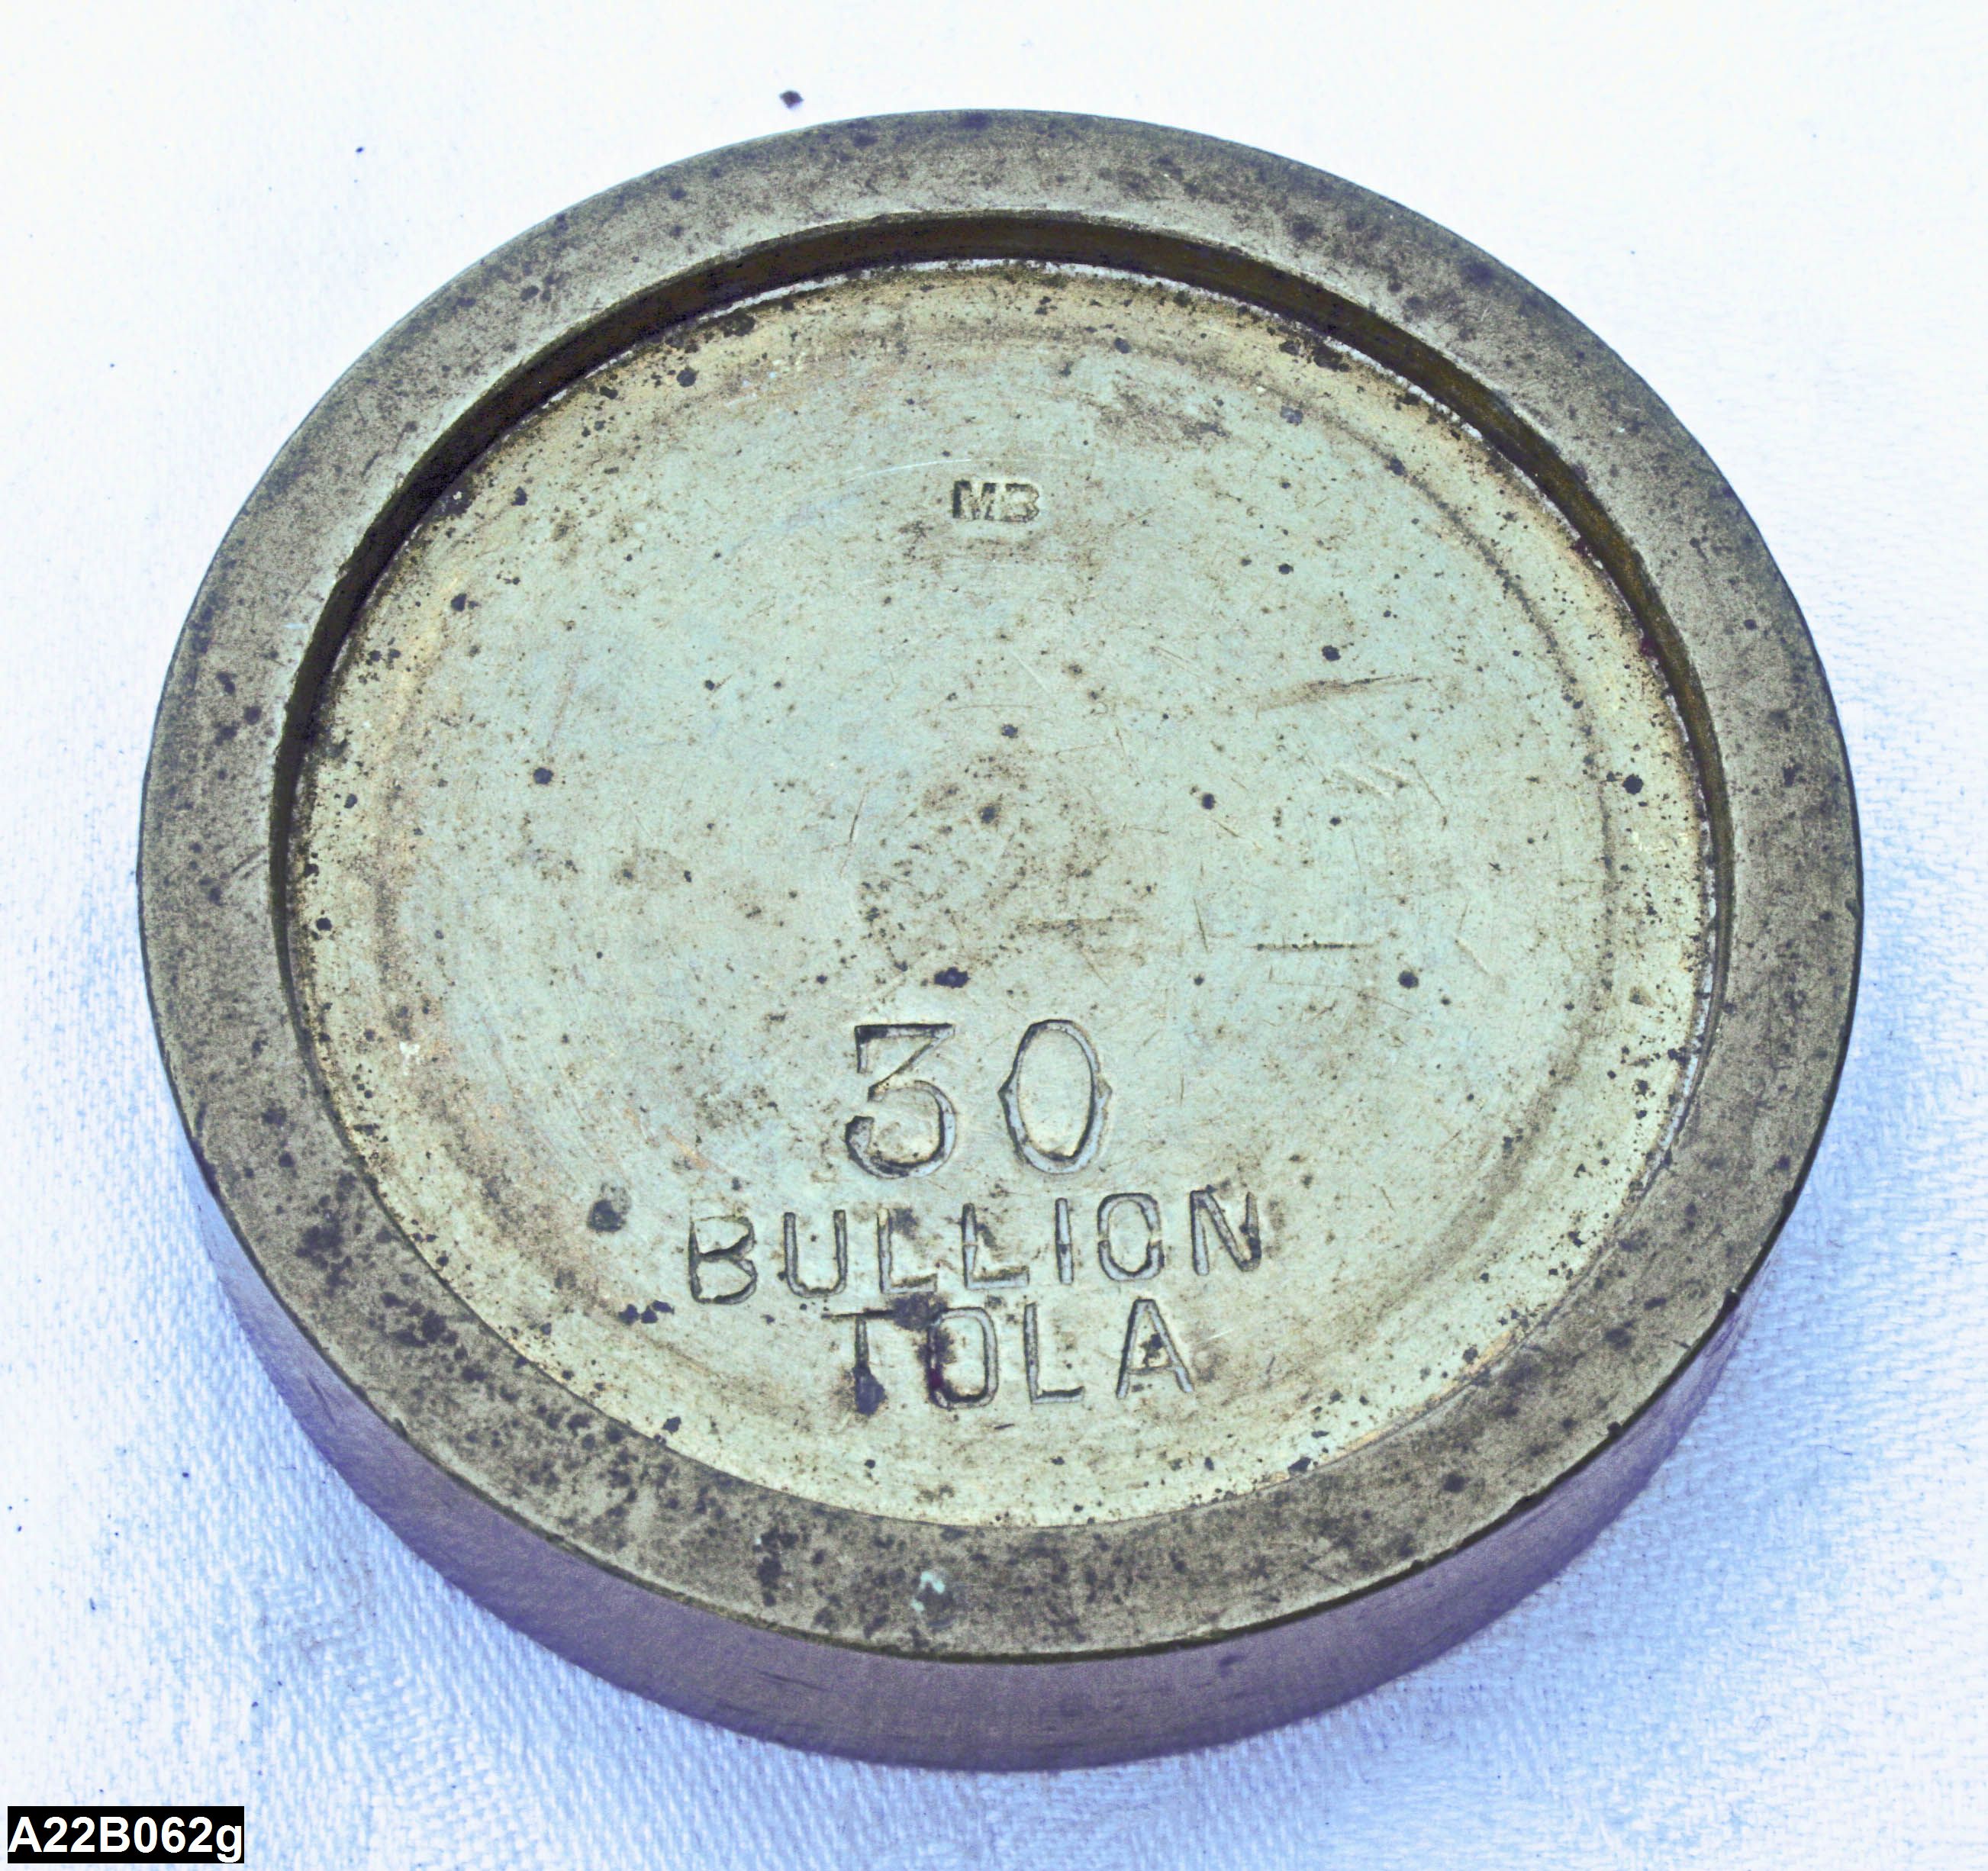 MB
30
BULLION
TOLA
A22B062g